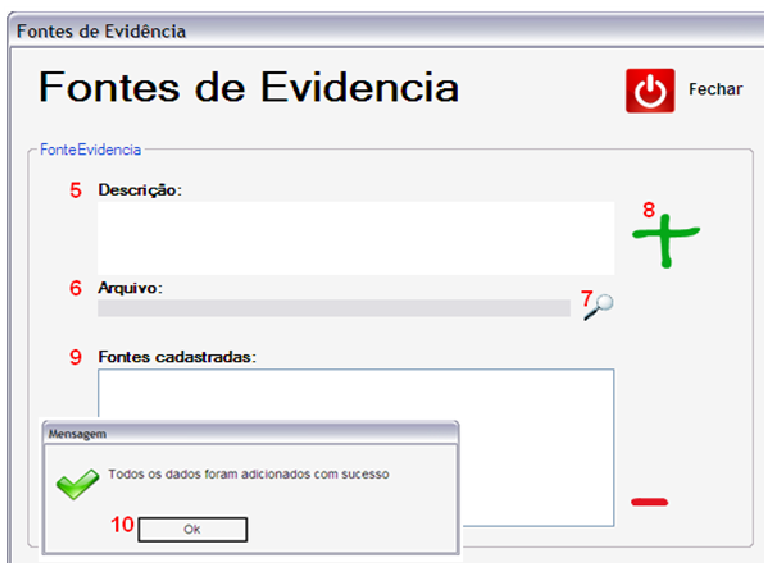 Fontes de Evidência
Fontes de Evidencia
Fechar
FonteEvidencia
5 Descrição:
8
6 Arquivo:
7
9 Fontes cadastradas:
Mensagem
Todos os dados foram adicionados com sucesso
10 Ok